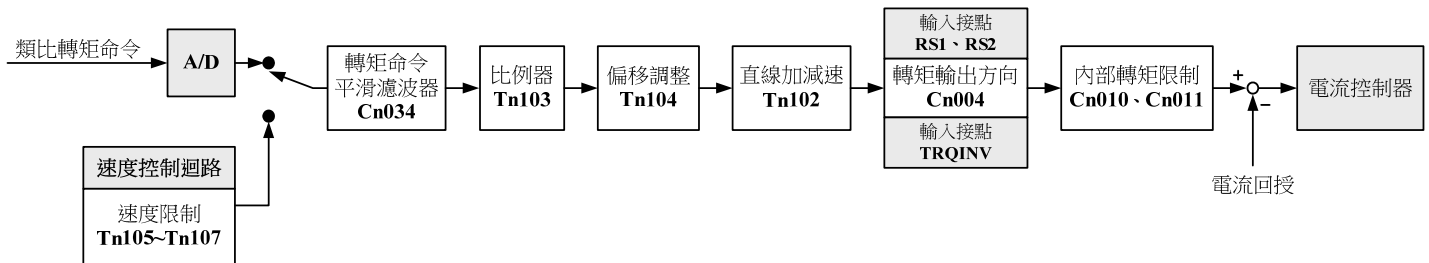 類比轉矩命令
A/D
轉矩命令
平滑濾波器
Cn034
比例器
Tn103
偏移調整
Tn104
直線加減速
Tn102
輸入接點
RS1、RS2
轉矩輸出方向
Cn004
輸入接點
TRQINV
內部轉矩限制
Cn010、Cn011
+
−
電流控制器
電流回授
速度控制迴路
速度限制
Tn105~Tn107